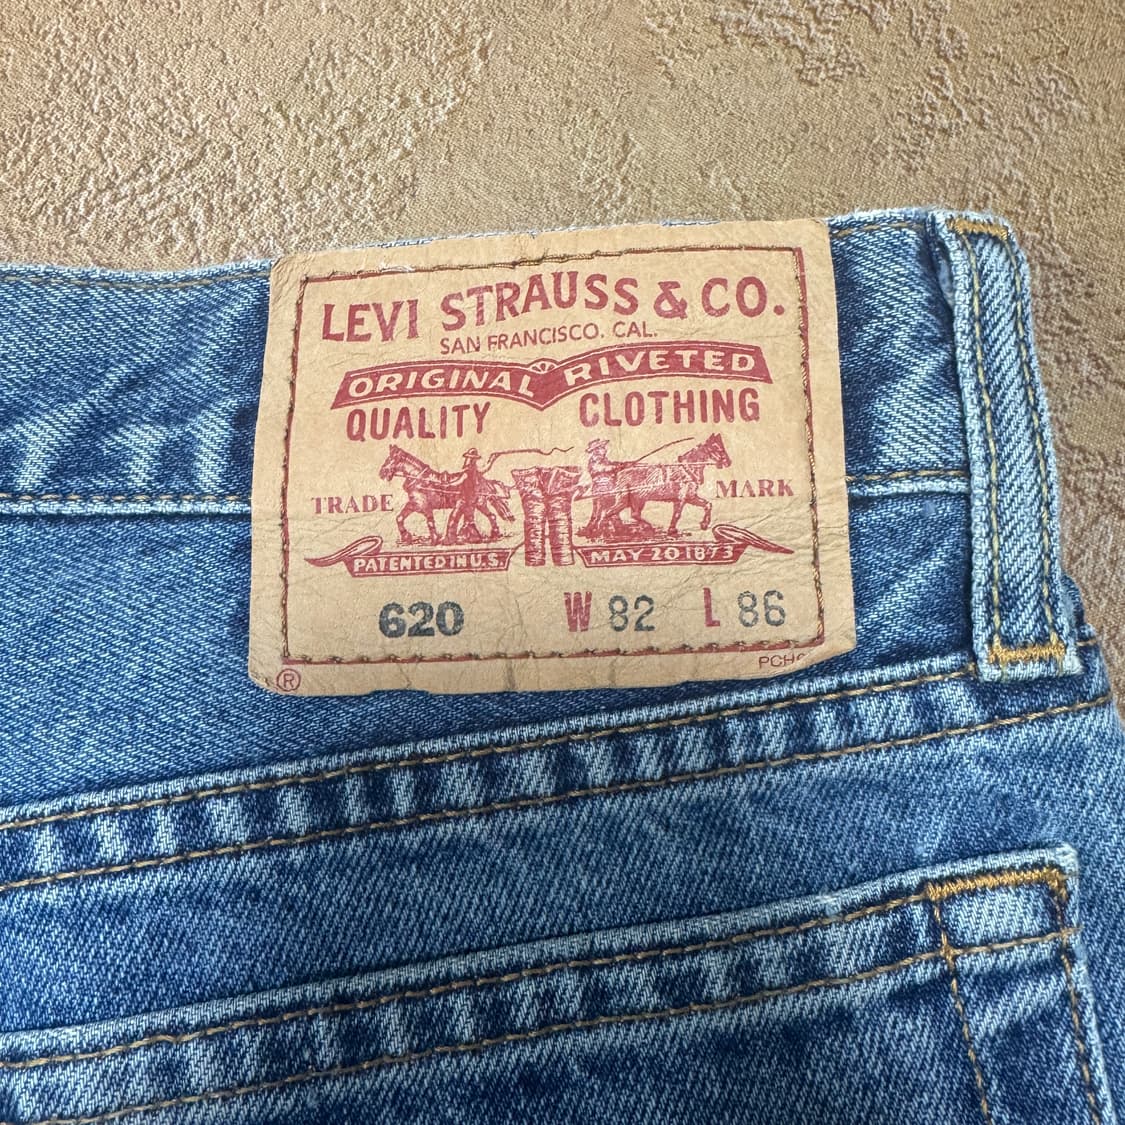 LEVI STRAUSS & CO.
SAN FRANCISCO, CAL.
ORIGINAL RIVETED
QUALITY CLOTHING
TRADE MARK
PATENTED IN U.S. MAY 20 1873
620 W 82 L 86
®